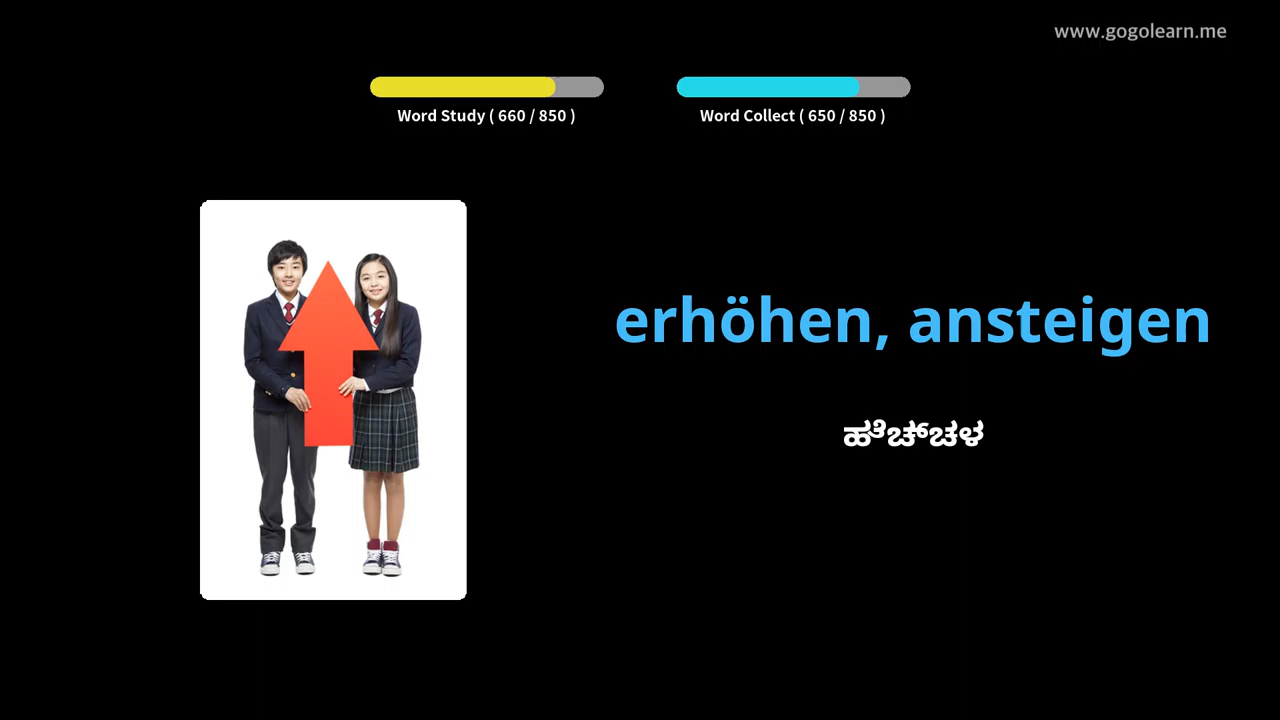 www.gogolearn.me
Word Study ( 660 / 850 )
Word Collect ( 650 / 850 )
erhöhen, ansteigen
ಹೆಚ್ಚಳ